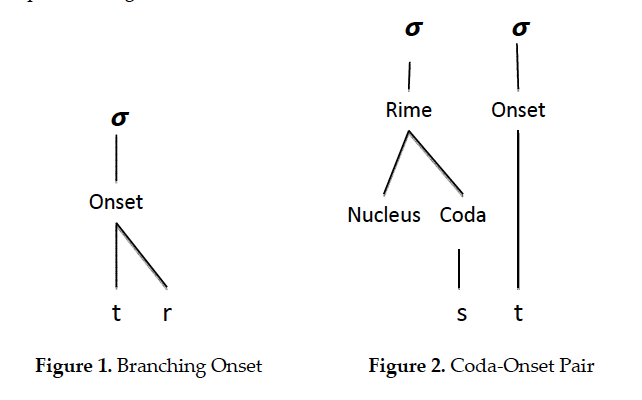 σ σ
σ
Rime Onset
Onset
Nucleus Coda
t r s t
Figure 1. Branching Onset Figure 2. Coda-Onset Pair